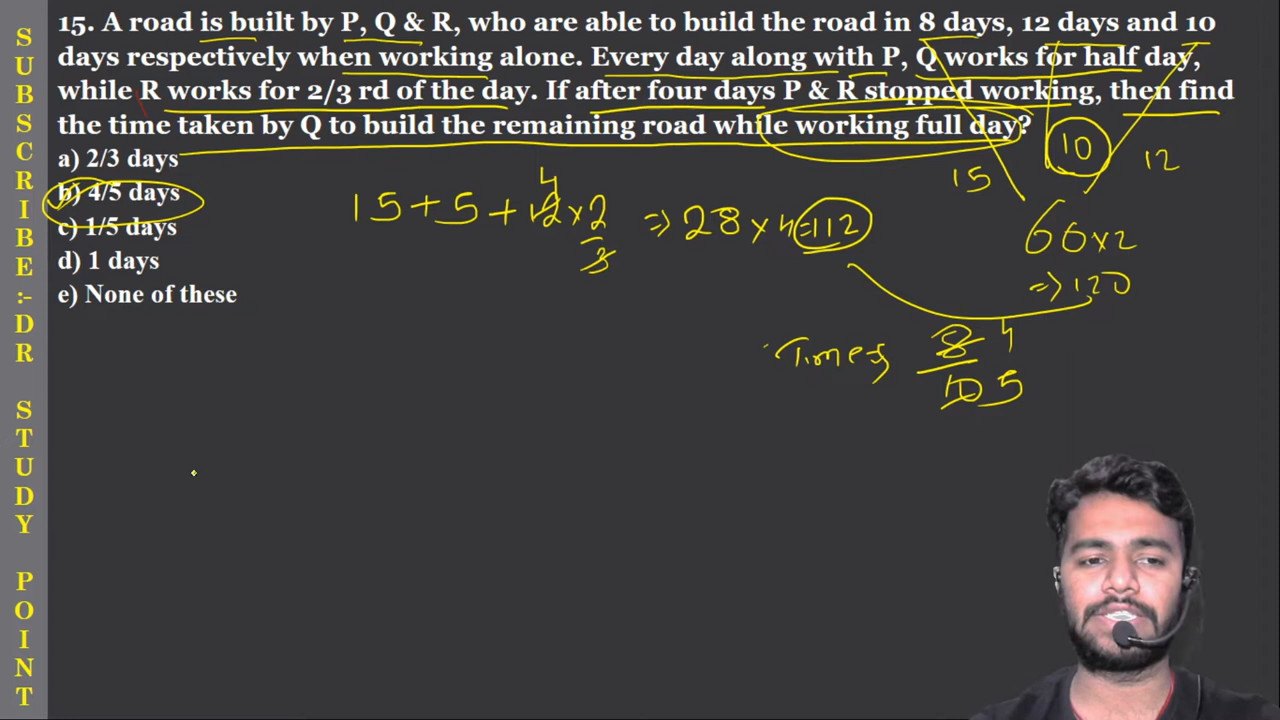 SUBSCRIBE:-DR STUDY POINT
15. A road is built by P, Q & R, who are able to build the road in 8 days, 12 days and 10
days respectively when working alone. Every day along with P, Q works for half day,
while R works for 2/3 rd of the day. If after four days P & R stopped working, then find
the time taken by Q to build the remaining road while working full day?
a) 2/3 days
b) 4/5 days
c) 1/5 days
d) 1 days
e) None of these
15 10 12
15 + 5 + 12 4 × 2/3 => 28 × 4 = 112
60 × 2
=> 120
Time => 8 4
10 5